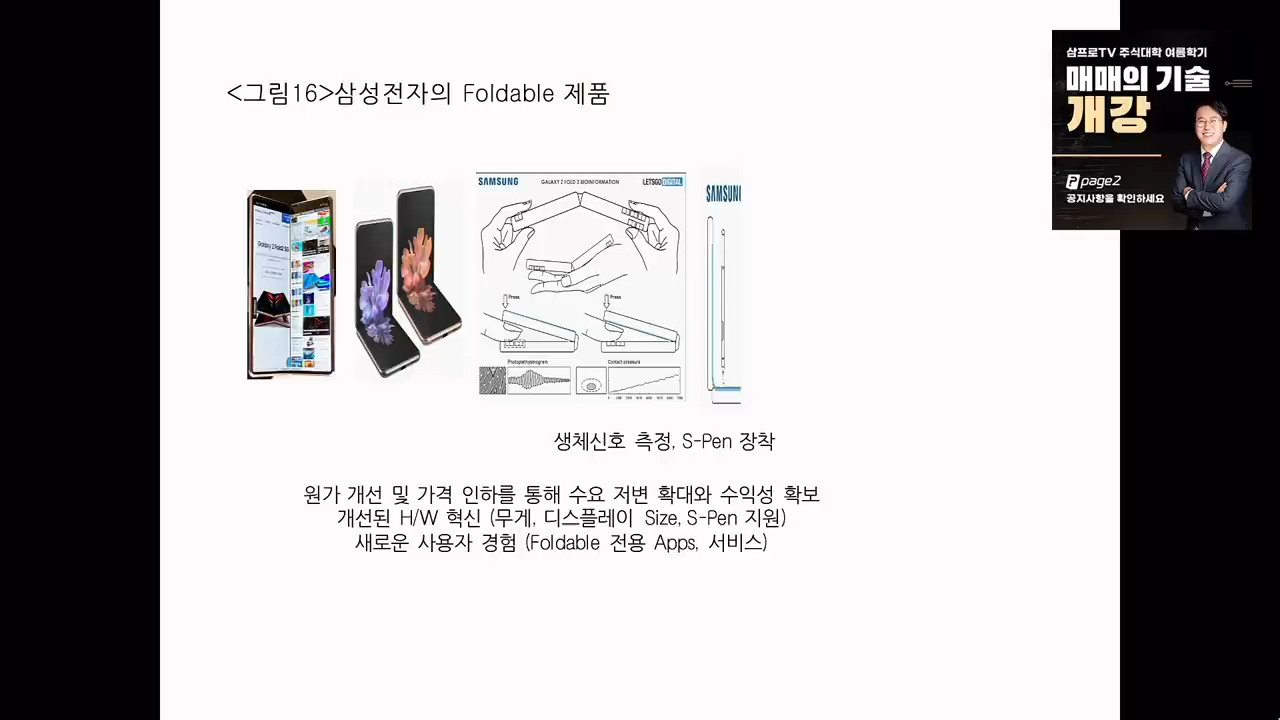 <그림16>삼성전자의 Foldable 제품
삼프로TV 주식대학 여름학기
매매의 기술
개강
page2
공지사항을 확인하세요
SAMSUNG
GALAXY Z FOLD 3 BIOINFORMATION
LETSGODIGITAL
Press
Press
Photoplethysmogram
Contact pressure
SAMSUNG
생체신호 측정, S-Pen 장착
원가 개선 및 가격 인하를 통해 수요 저변 확대와 수익성 확보
개선된 H/W 혁신 (무게, 디스플레이 Size, S-Pen 지원)
새로운 사용자 경험 (Foldable 전용 Apps, 서비스)